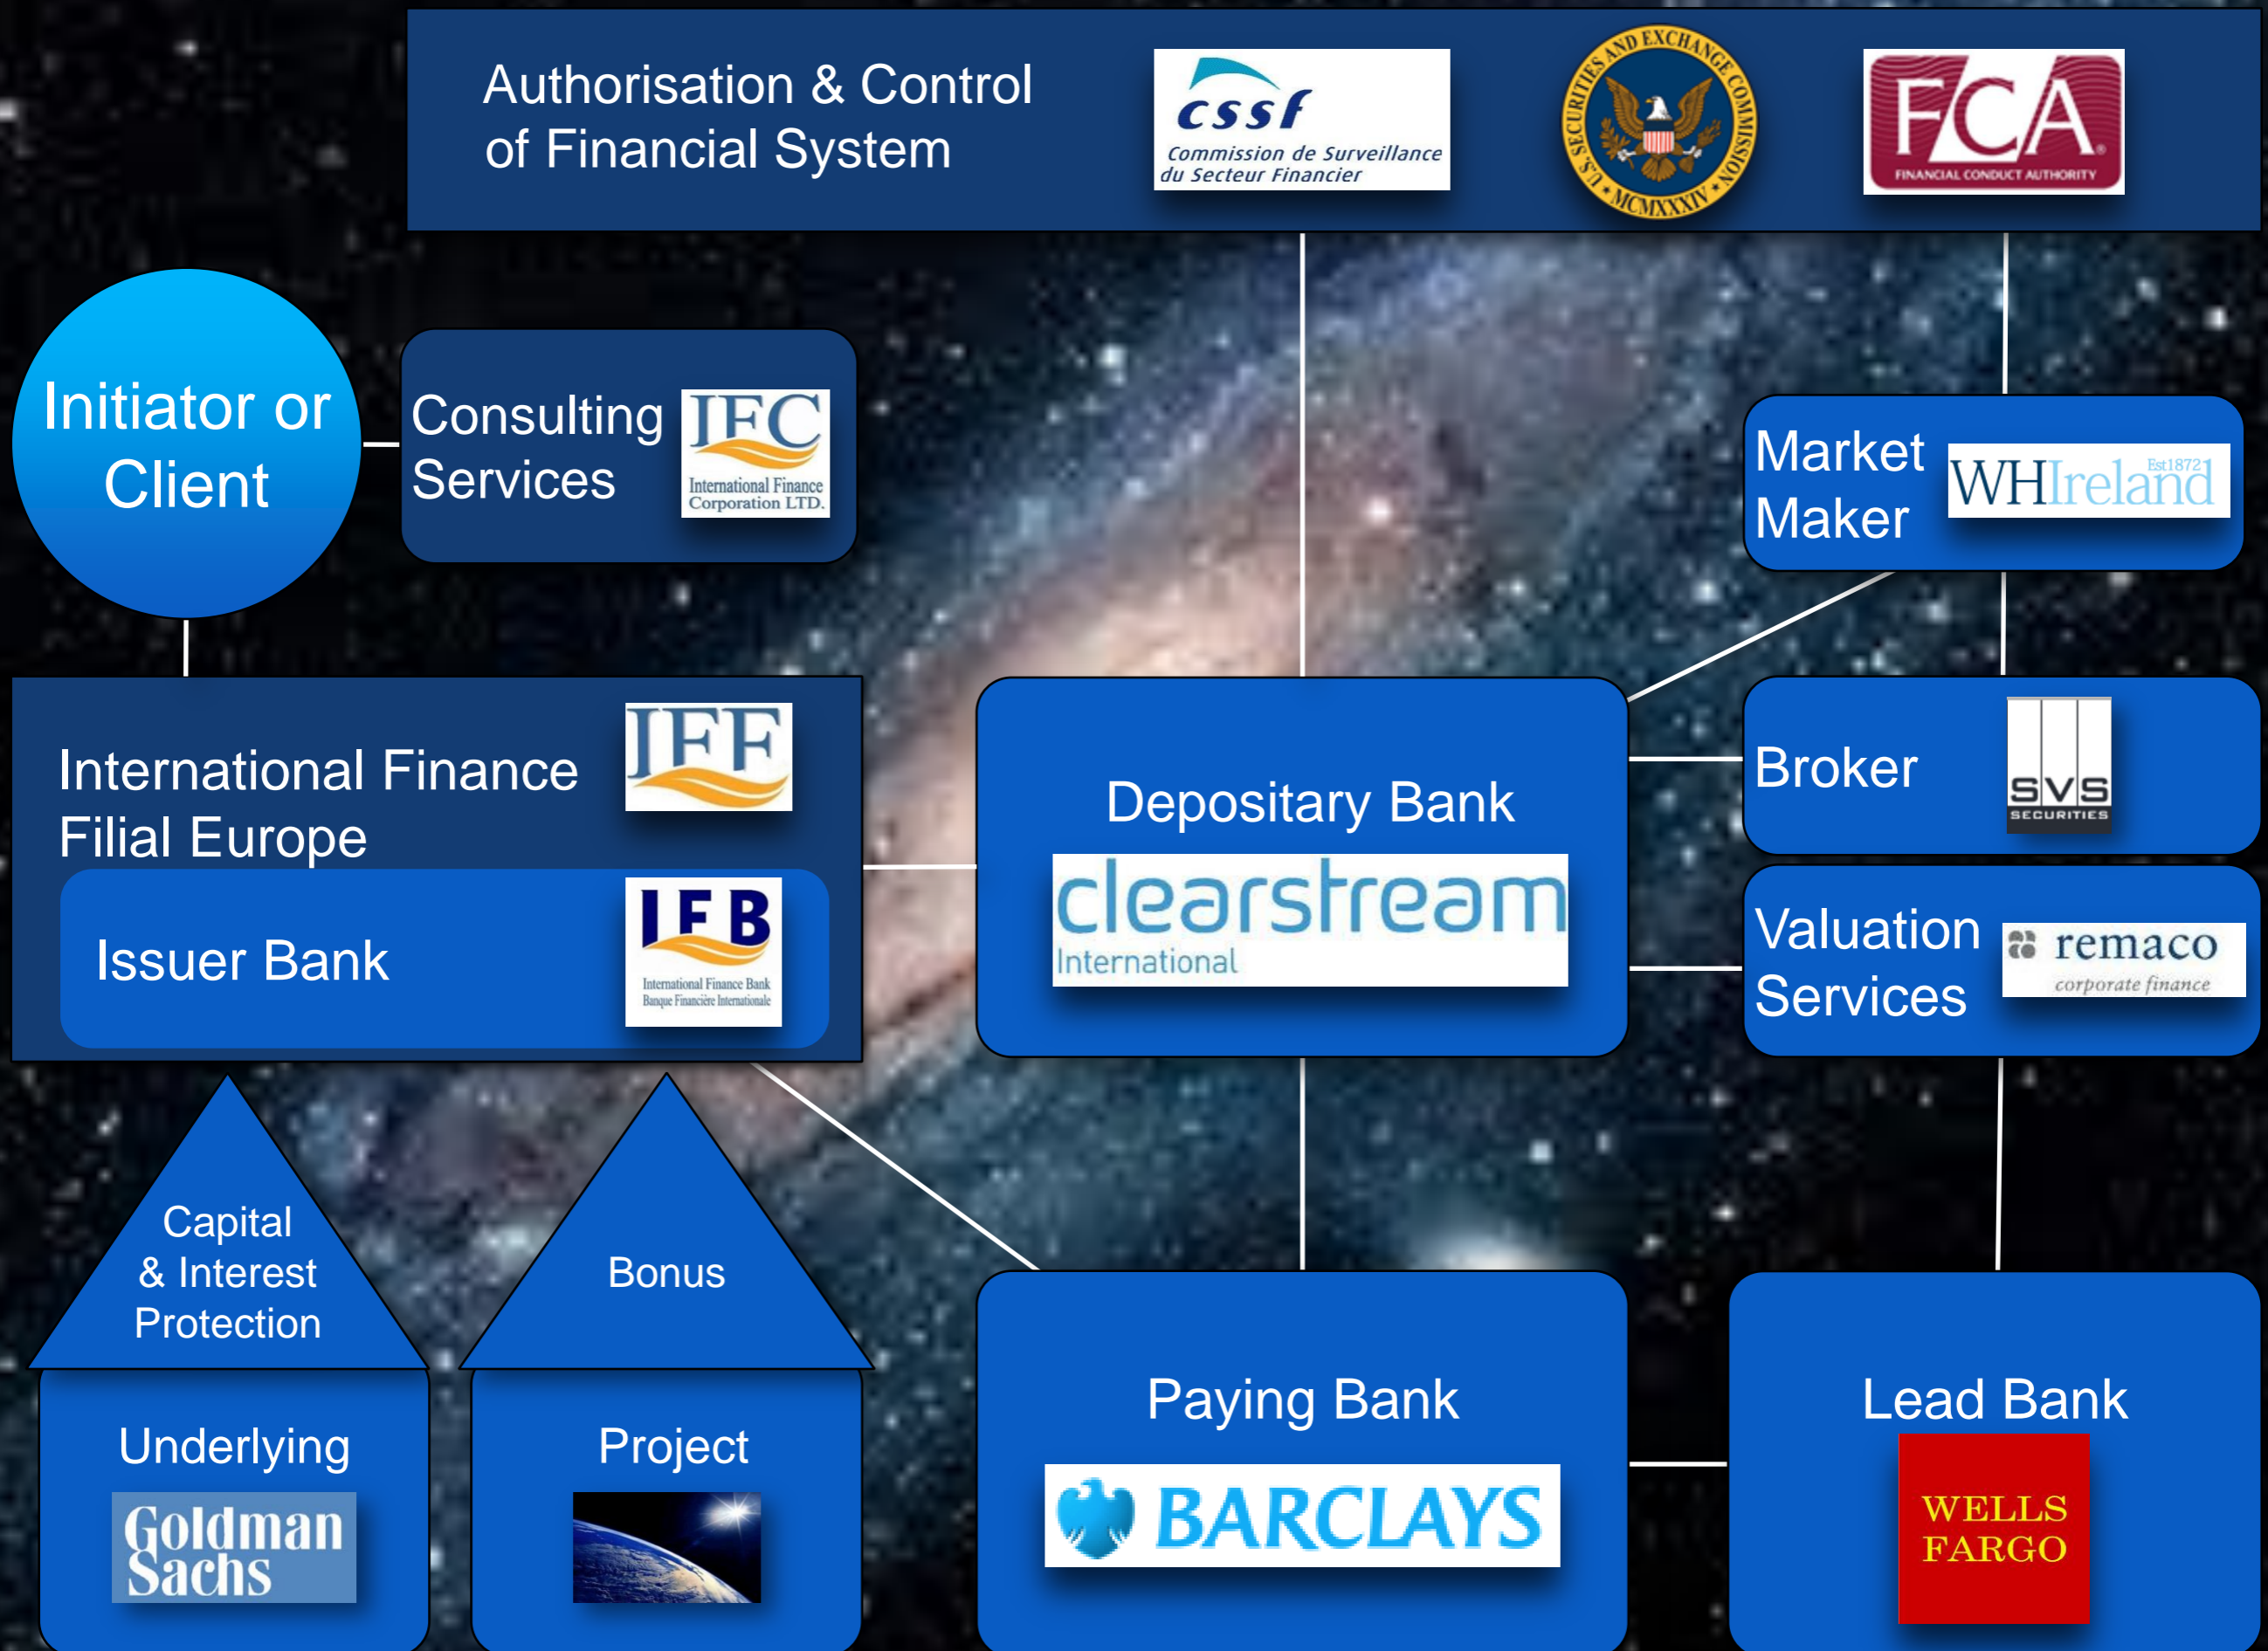 Authorisation & Control
of Financial System
cssf
Commission de Surveillance
du Secteur Financier
U.S. SECURITIES AND EXCHANGE COMMISSION
MCMXXXIV
FCA
FINANCIAL CONDUCT AUTHORITY
Initiator or
Client
Consulting
Services
IFC
International Finance
Corporation LTD.
Market
Maker
WHIreland
Est1872
International Finance
Filial Europe
IFF
Issuer Bank
IFB
International Finance Bank
Banque Financière Internationale
Depositary Bank
clearstream
International
Broker
SVS
SECURITIES
Valuation
Services
remaco
corporate finance
Capital
& Interest
Protection
Bonus
Underlying
Goldman
Sachs
Project
Paying Bank
BARCLAYS
Lead Bank
WELLS
FARGO